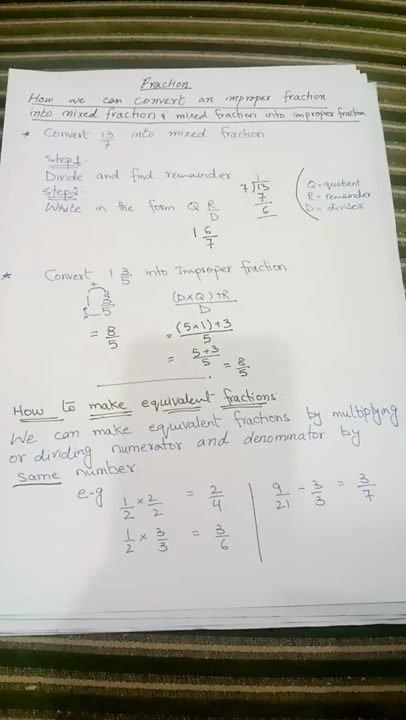 Fraction
How we can convert an improper fraction
into mixed fraction & mixed fraction into improper fraction
* Convert 13/7 into mixed fraction
Step1
Divide and find remainder
Step2
Write in the form Q R/D
1 6/7
1
7)13
7
6
Q = quotient
R = remainder
D = divisor
* Convert 1 3/5 into Improper fraction
+
1 3/5
= 8/5
(D×Q)+R/D
= (5×1)+3/5
= 5+3/5 = 8/5
How to make equivalent fractions
We can make equivalent fractions by multiplying
or dividing numerator and denominator by
same number.
e-g
1/2 × 2/2 = 2/4
1/2 × 3/3 = 3/6
9/21 ÷ 3/3 = 3/7